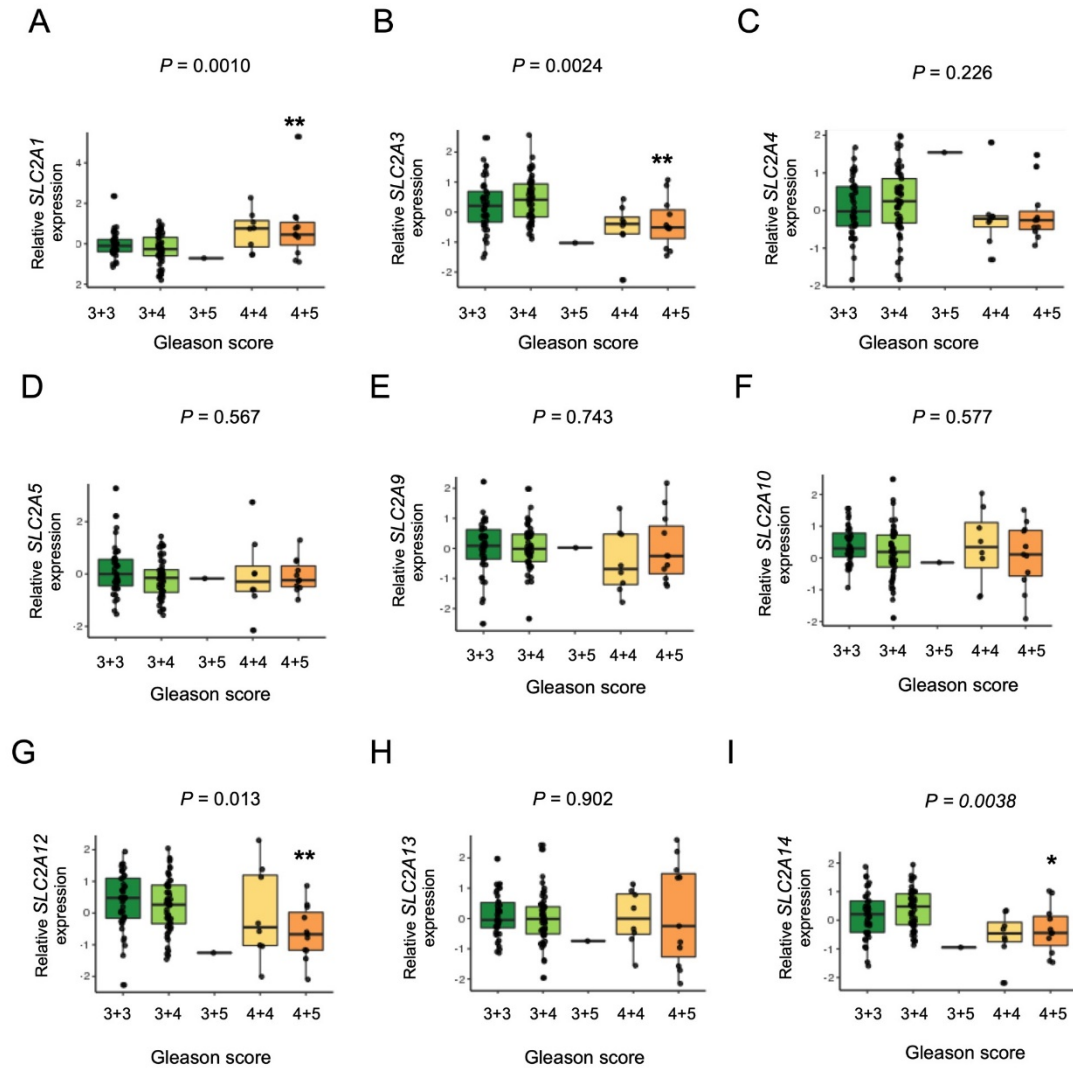 A
P = 0.0010
Relative SLC2A1
expression
**
4
2
0
2
3+3 3+4 3+5 4+4 4+5
Gleason score
B
P = 0.0024
Relative SLC2A3
expression
**
3
2
1
0
-1
-2
3+3 3+4 3+5 4+4 4+5
Gleason score
C
P = 0.226
Relative SLC2A4
expression
2
1
0
-1
-2
3+3 3+4 3+5 4+4 4+5
Gleason score
D
P = 0.567
Relative SLC2A5
expression
2
0
-2
3+3 3+4 3+5 4+4 4+5
Gleason score
E
P = 0.743
Relative SLC2A9
expression
2
1
0
-1
-2
3+3 3+4 3+5 4+4 4+5
Gleason score
F
P = 0.577
Relative SLC2A10
expression
2
1
0
-1
-2
3+3 3+4 3+5 4+4 4+5
Gleason score
G
P = 0.013
Relative SLC2A12
expression
**
2
1
0
-1
-2
3+3 3+4 3+5 4+4 4+5
Gleason score
H
P = 0.902
Relative SLC2A13
expression
2
1
0
-1
-2
3+3 3+4 3+5 4+4 4+5
Gleason score
I
P = 0.0038
Relative SLC2A14
expression
*
2
1
0
-1
-2
3+3 3+4 3+5 4+4 4+5
Gleason score